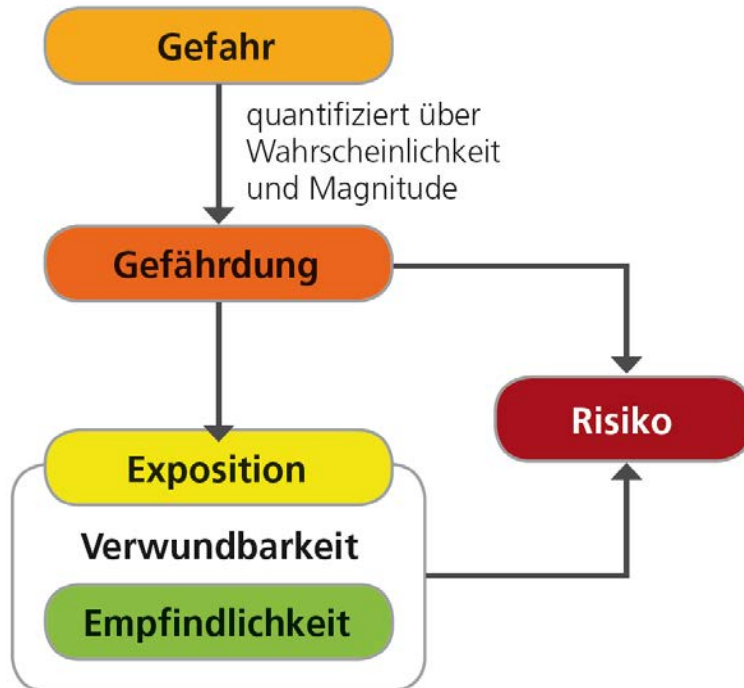 Gefahr
quantifiziert über
Wahrscheinlichkeit
und Magnitude
Gefährdung
Risiko
Exposition
Verwundbarkeit
Empfindlichkeit